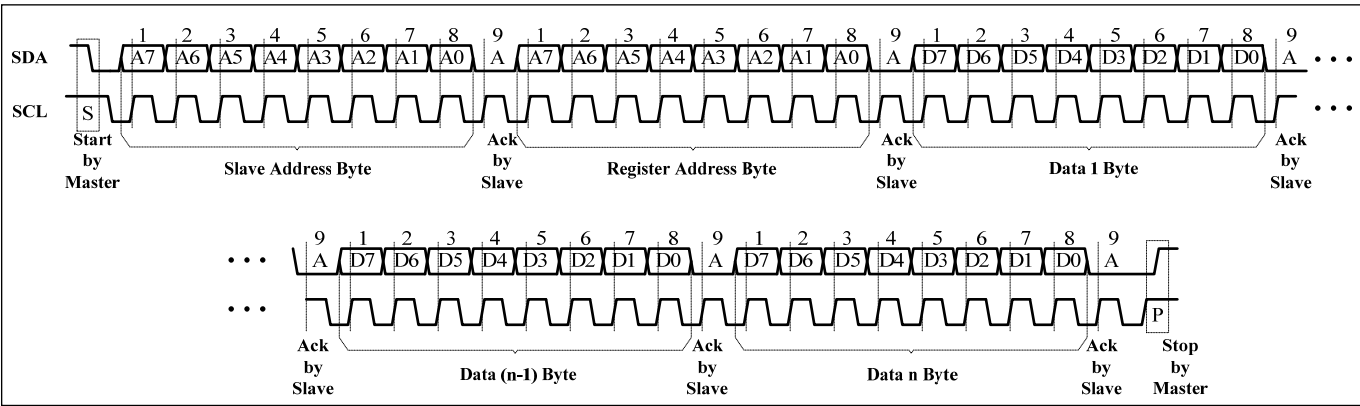 1 2 3 4 5 6 7 8 9 1 2 3 4 5 6 7 8 9 1 2 3 4 5 6 7 8 9
SDA A7 A6 A5 A4 A3 A2 A1 A0 A A7 A6 A5 A4 A3 A2 A1 A0 A D7 D6 D5 D4 D3 D2 D1 D0 A • • •
SCL S • • •
Start by Master
Slave Address Byte
Ack by Slave
Register Address Byte
Ack by Slave
Data 1 Byte
Ack by Slave
9 1 2 3 4 5 6 7 8 9 1 2 3 4 5 6 7 8 9
• • • A D7 D6 D5 D4 D3 D2 D1 D0 A D7 D6 D5 D4 D3 D2 D1 D0 A
• • • P
Ack by Slave
Data (n-1) Byte
Ack by Slave
Data n Byte
Ack by Slave
Stop by Master